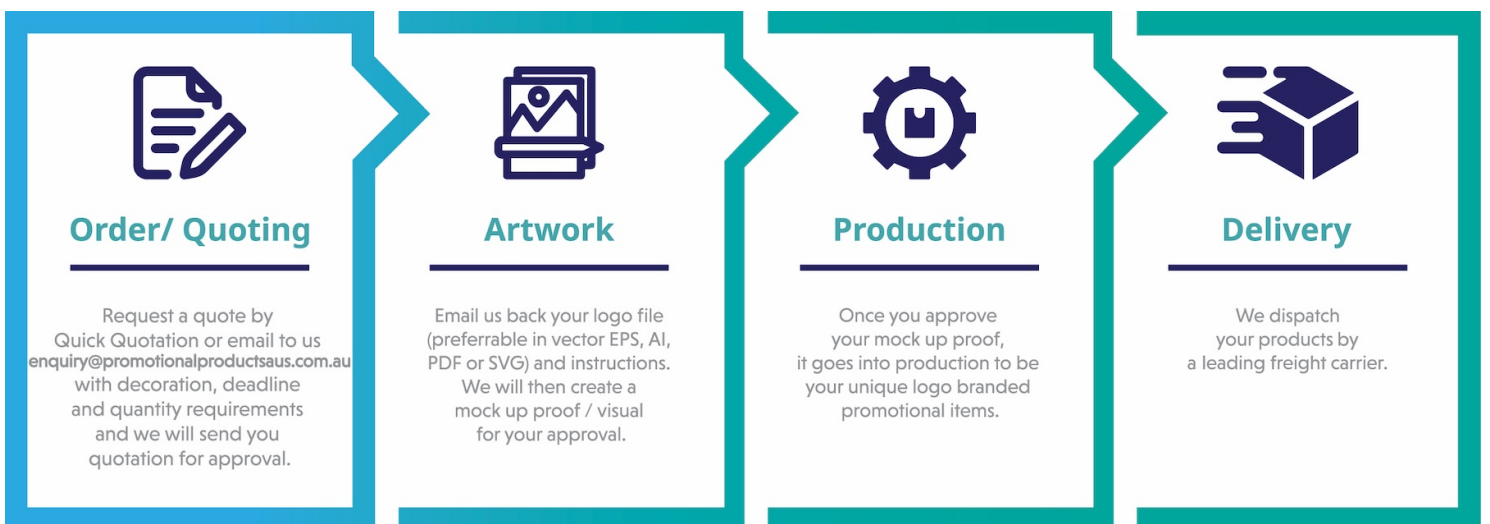 Order/ Quoting
Request a quote by
Quick Quotation or email to us
enquiry@promotionalproductsaus.com.au
with decoration, deadline
and quantity requirements
and we will send you
quotation for approval.
Artwork
Email us back your logo file
(preferrable in vector EPS, AI,
PDF or SVG) and instructions.
We will then create a
mock up proof / visual
for your approval.
Production
Once you approve
your mock up proof,
it goes into production to be
your unique logo branded
promotional items.
Delivery
We dispatch
your products by
a leading freight carrier.